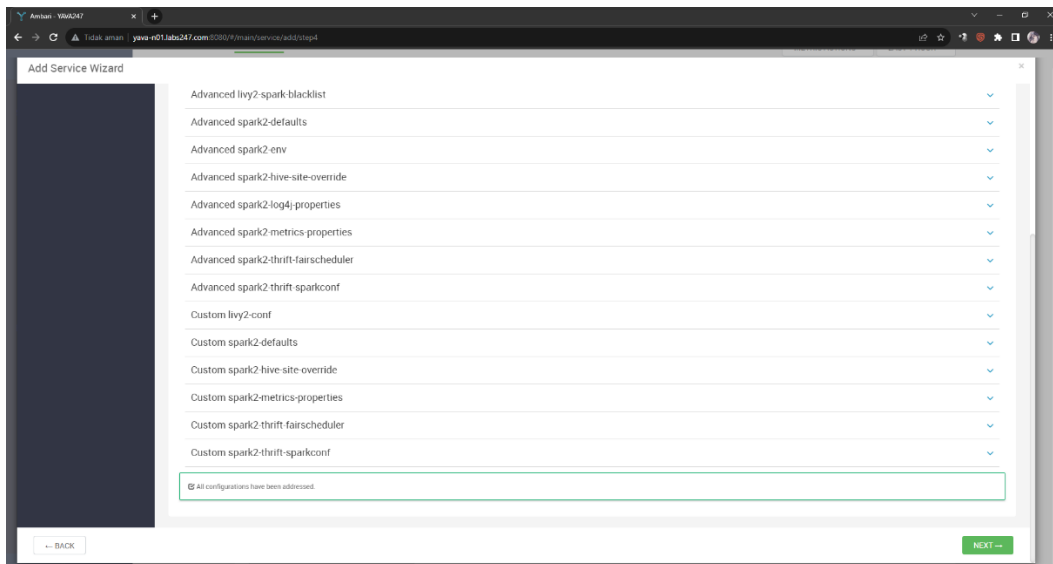 Ambari - YAVA247
Tidak aman yava-n01.labs247.com:8080/#/main/service/add/step4
Add Service Wizard
Advanced livy2-spark-blacklist
Advanced spark2-defaults
Advanced spark2-env
Advanced spark2-hive-site-override
Advanced spark2-log4j-properties
Advanced spark2-metrics-properties
Advanced spark2-thrift-fairscheduler
Advanced spark2-thrift-sparkconf
Custom livy2-conf
Custom spark2-defaults
Custom spark2-hive-site-override
Custom spark2-metrics-properties
Custom spark2-thrift-fairscheduler
Custom spark2-thrift-sparkconf
All configurations have been addressed.
← BACK
NEXT →